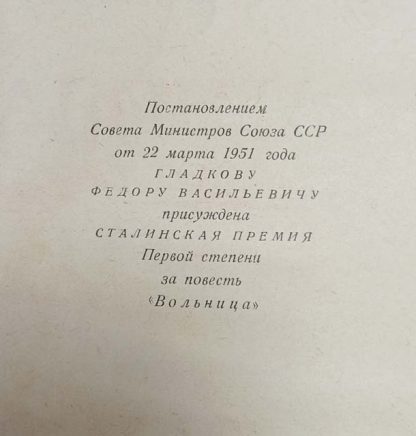 Постановлением
Совета Министров Союза ССР
от 22 марта 1951 года
ГЛАДКОВУ
ФЕДОРУ ВАСИЛЬЕВИЧУ
присуждена
СТАЛИНСКАЯ ПРЕМИЯ
Первой степени
за повесть
«Вольница»